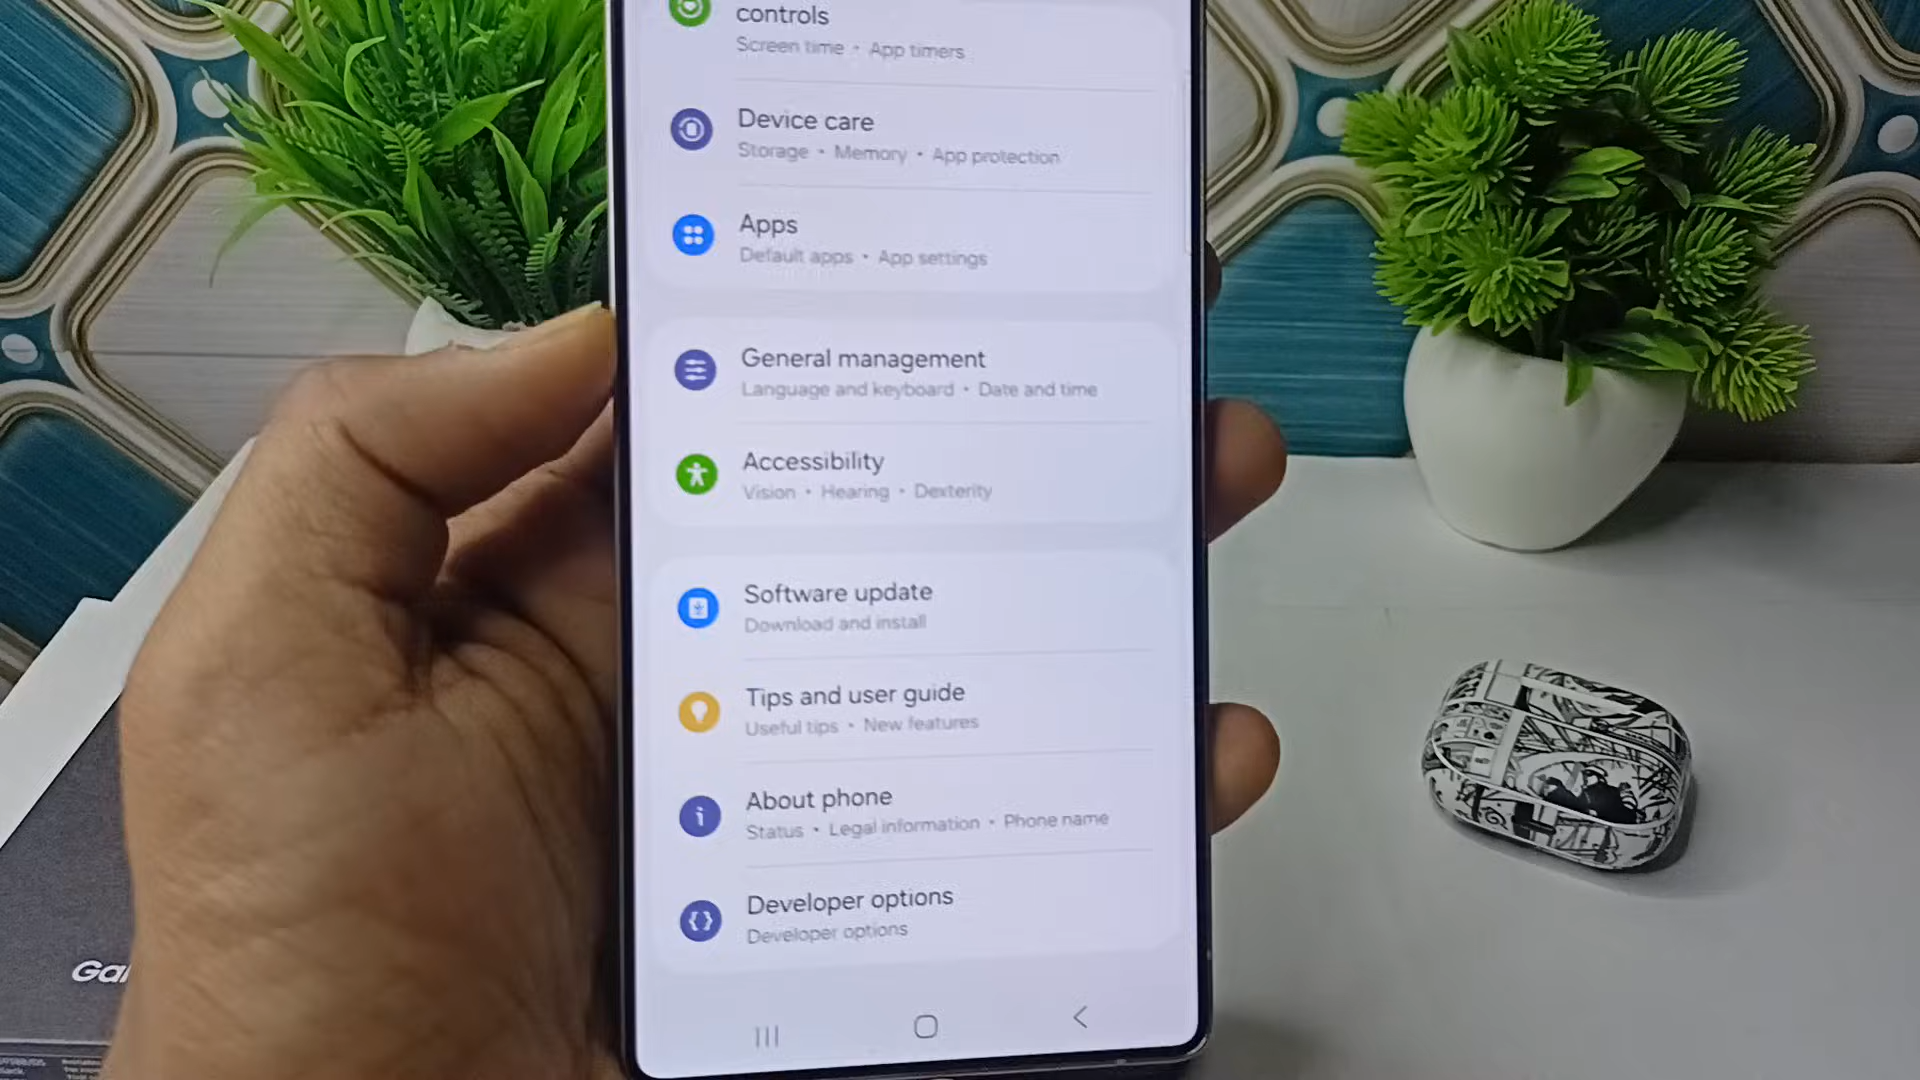 controls
Screen time • App timers
Device care
Storage • Memory • App protection
Apps
Default apps • App settings
General management
Language and keyboard • Date and time
Accessibility
Vision • Hearing • Dexterity
Software update
Download and install
Tips and user guide
Useful tips • New features
About phone
Status • Legal information • Phone name
Developer options
Developer options
Gal